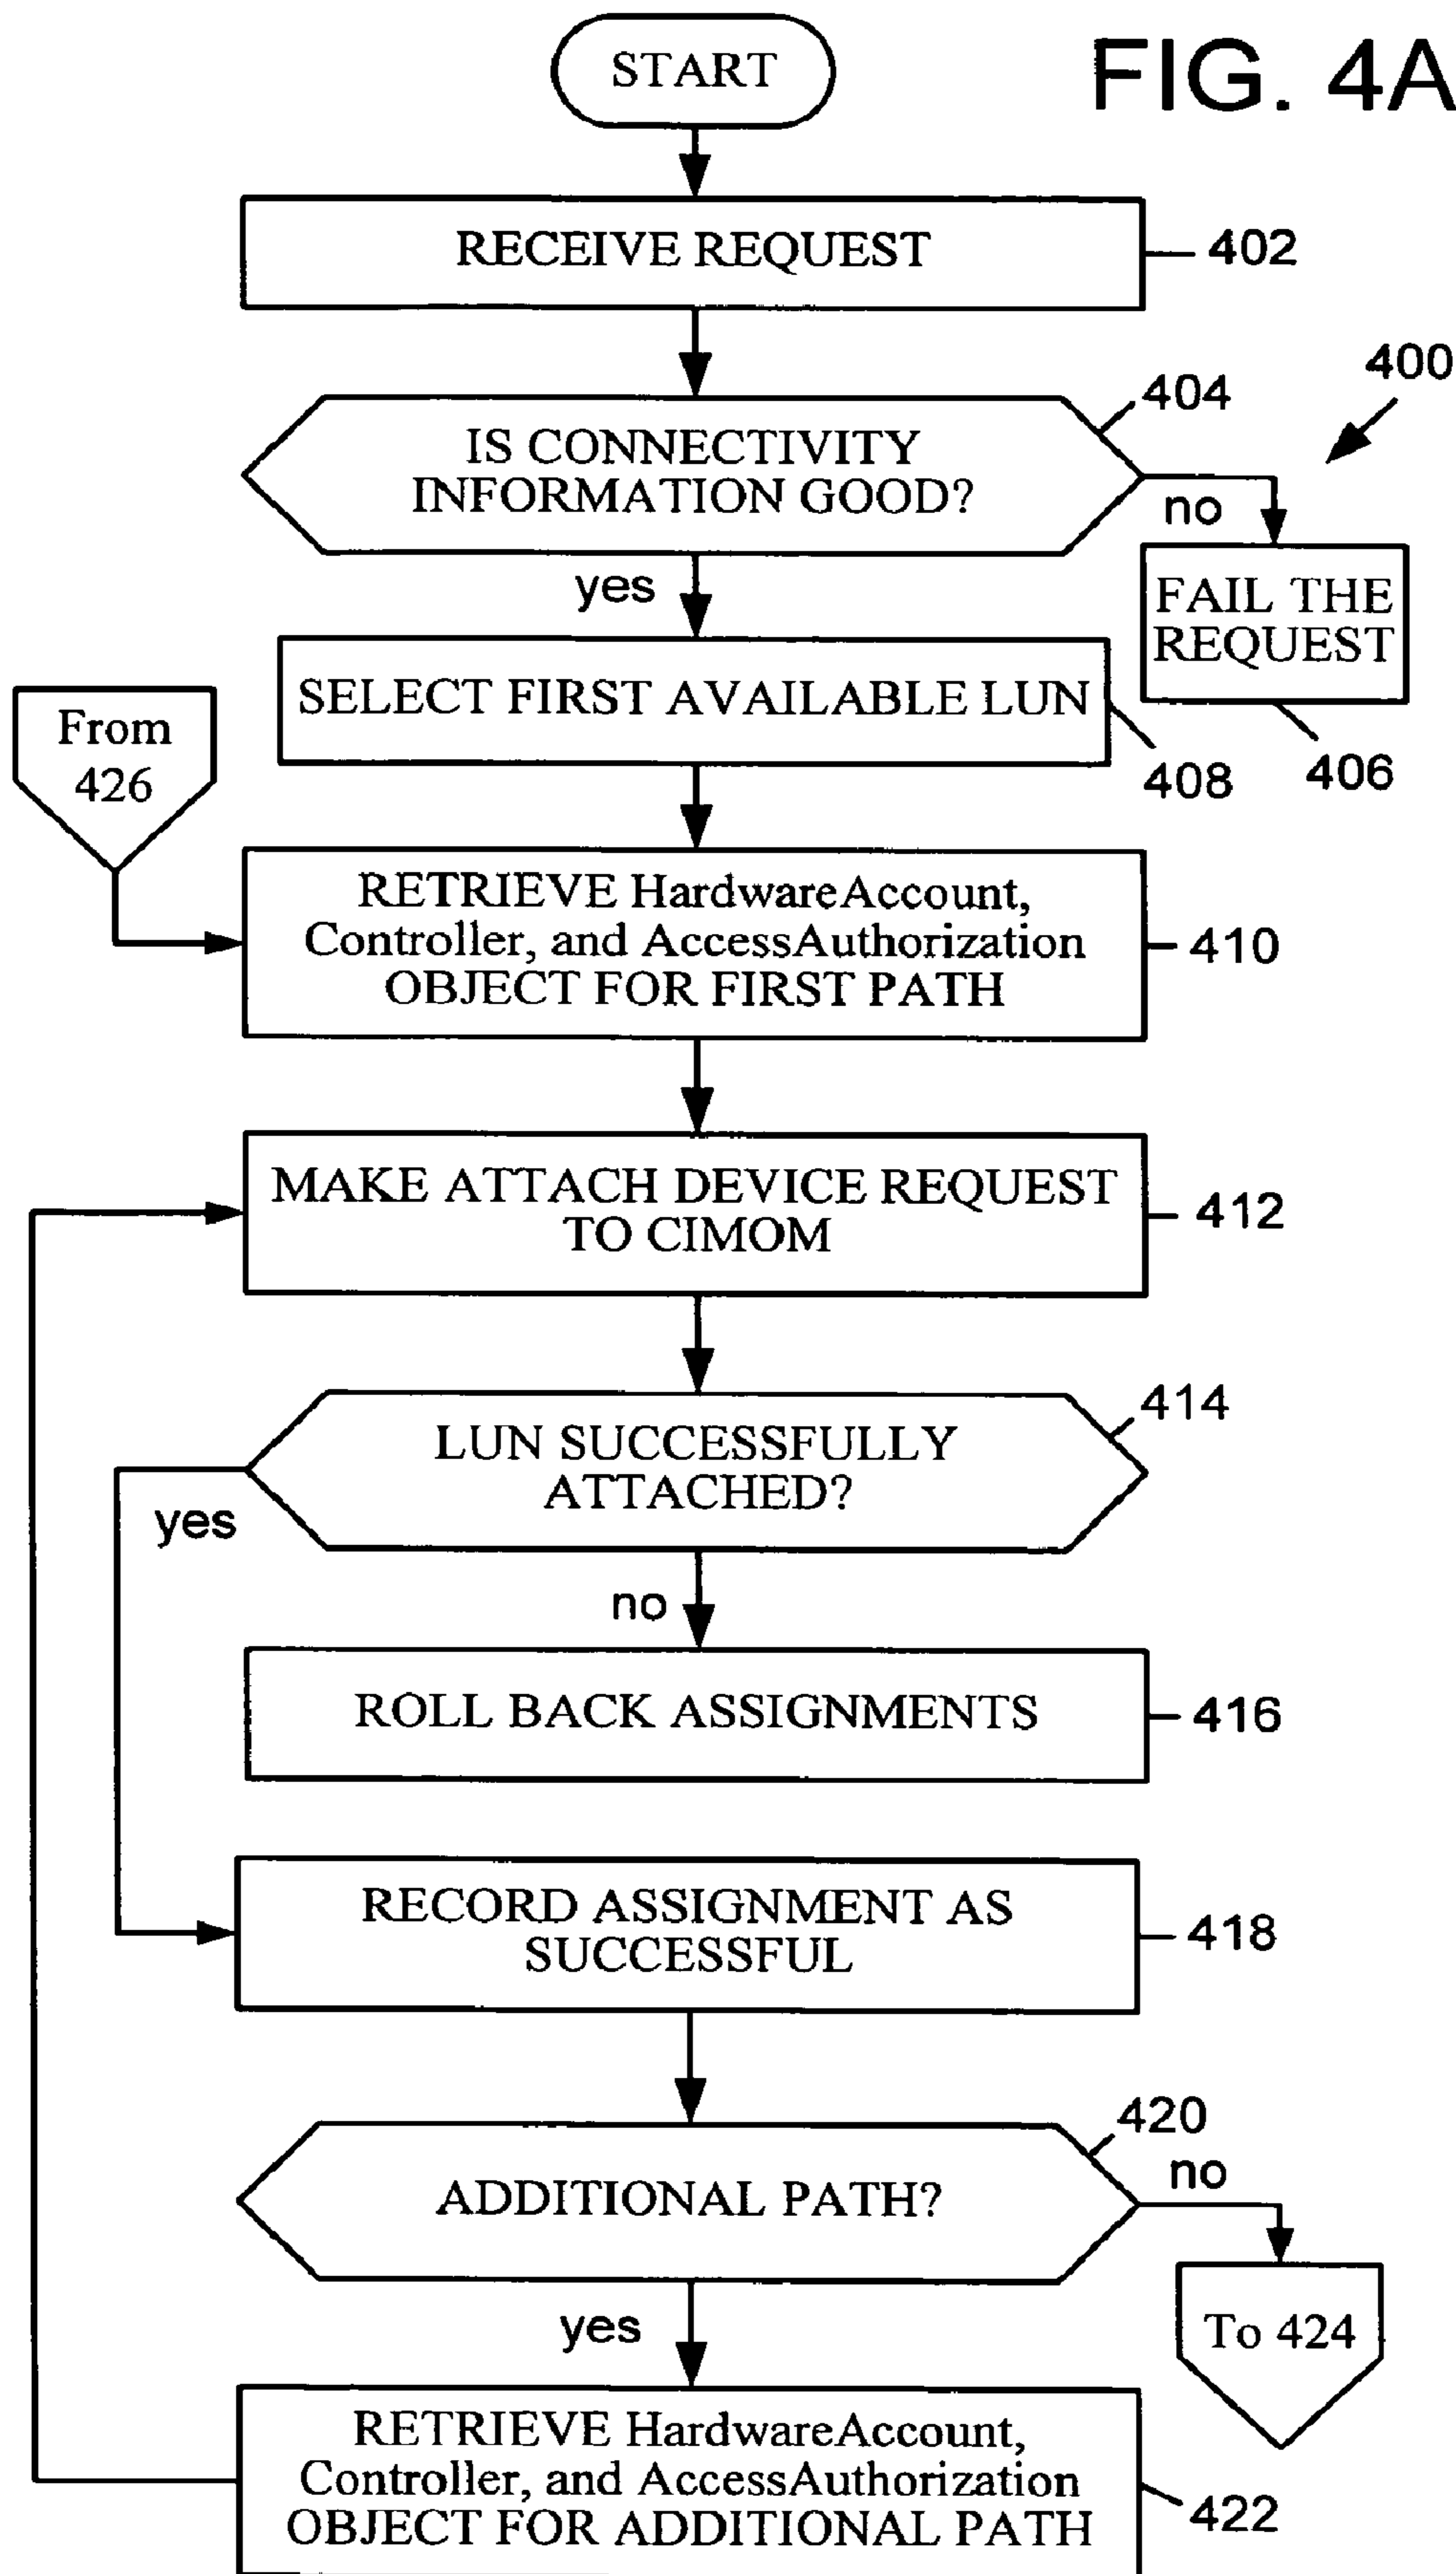 START
FIG. 4A
RECEIVE REQUEST
402
400
404
IS CONNECTIVITY
INFORMATION GOOD?
no
yes
FAIL THE
REQUEST
406
SELECT FIRST AVAILABLE LUN
408
From
426
RETRIEVE HardwareAccount,
Controller, and AccessAuthorization
OBJECT FOR FIRST PATH
410
MAKE ATTACH DEVICE REQUEST
TO CIMOM
412
414
LUN SUCCESSFULLY
ATTACHED?
yes
no
ROLL BACK ASSIGNMENTS
416
RECORD ASSIGNMENT AS
SUCCESSFUL
418
420
ADDITIONAL PATH?
no
yes
To 424
RETRIEVE HardwareAccount,
Controller, and AccessAuthorization
OBJECT FOR ADDITIONAL PATH
422